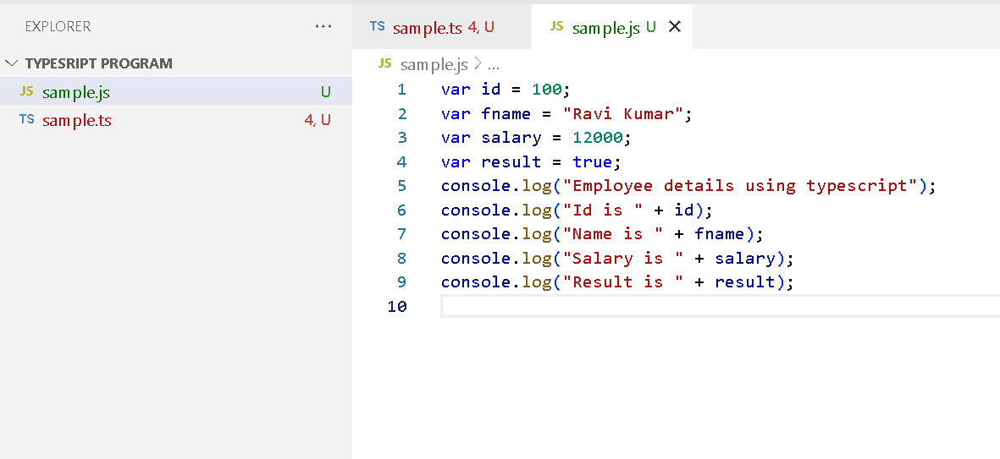 EXPLORER ...
TYPESRIPT PROGRAM
JS sample.js U
TS sample.ts 4, U
TS sample.ts 4, U JS sample.js U
JS sample.js > ...
1 var id = 100;
2 var fname = "Ravi Kumar";
3 var salary = 12000;
4 var result = true;
5 console.log("Employee details using typescript");
6 console.log("Id is " + id);
7 console.log("Name is " + fname);
8 console.log("Salary is " + salary);
9 console.log("Result is " + result);
10